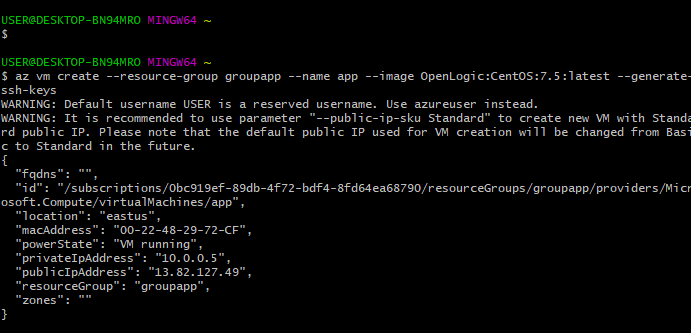 USER@DESKTOP-BN94MRO MINGW64 ~
$
USER@DESKTOP-BN94MRO MINGW64 ~
$ az vm create --resource-group groupapp --name app --image OpenLogic:CentOS:7.5:latest --generate-
ssh-keys
WARNING: Default username USER is a reserved username. Use azureuser instead.
WARNING: It is recommended to use parameter "--public-ip-sku Standard" to create new VM with Standa
rd public IP. Please note that the default public IP used for VM creation will be changed from Basi
c to Standard in the future.
{
  "fqdns": "",
  "id": "/subscriptions/0bc919ef-89db-4f72-bdf4-8fd64ea68790/resourceGroups/groupapp/providers/Micr
osoft.Compute/virtualMachines/app",
  "location": "eastus",
  "macAddress": "00-22-48-29-72-CF",
  "powerState": "VM running",
  "privateIpAddress": "10.0.0.5",
  "publicIpAddress": "13.82.127.49",
  "resourceGroup": "groupapp",
  "zones": ""
}